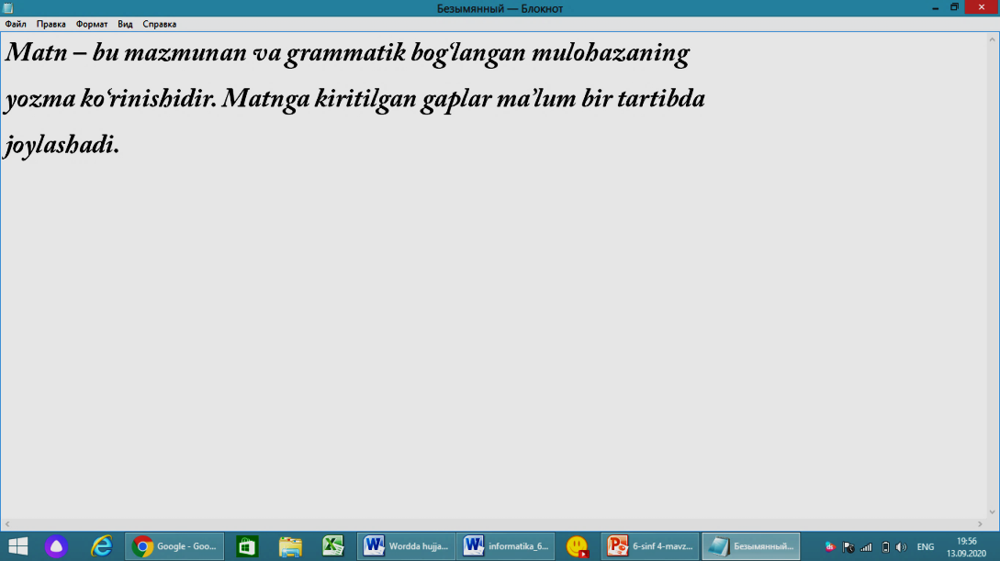 Безымянный — Блокнот
Файл Правка Формат Вид Справка
Matn – bu mazmunan va grammatik bog‘langan mulohazaning
yozma ko‘rinishidir. Matnga kiritilgan gaplar ma’lum bir tartibda
joylashadi.
Google - Goo... Wordda hujja... informatika_6... 6-sinf 4-mavz... Безымянный... ENG 19:56
13.09.2020